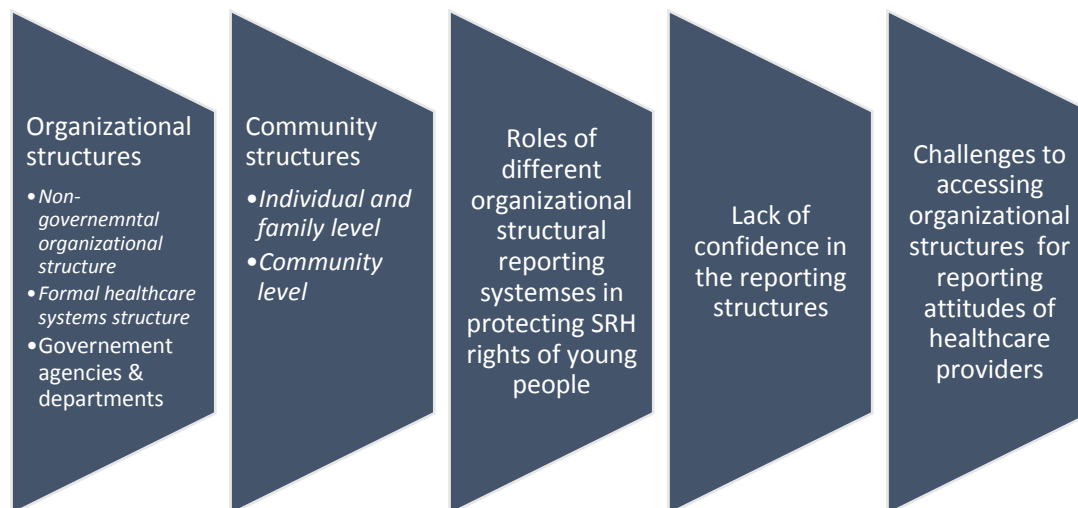 Organizational
structures
•Non-
governemntal
organizational
structure
•Formal healthcare
systems structure
•Governement
agencies &
departments
Community
structures
•Individual and
family level
•Community
level
Roles of
different
organizational
structural
reporting
systemses in
protecting SRH
rights of young
people
Lack of
confidence in
the reporting
structures
Challenges to
accessing
organizational
structures for
reporting
attitudes of
healthcare
providers